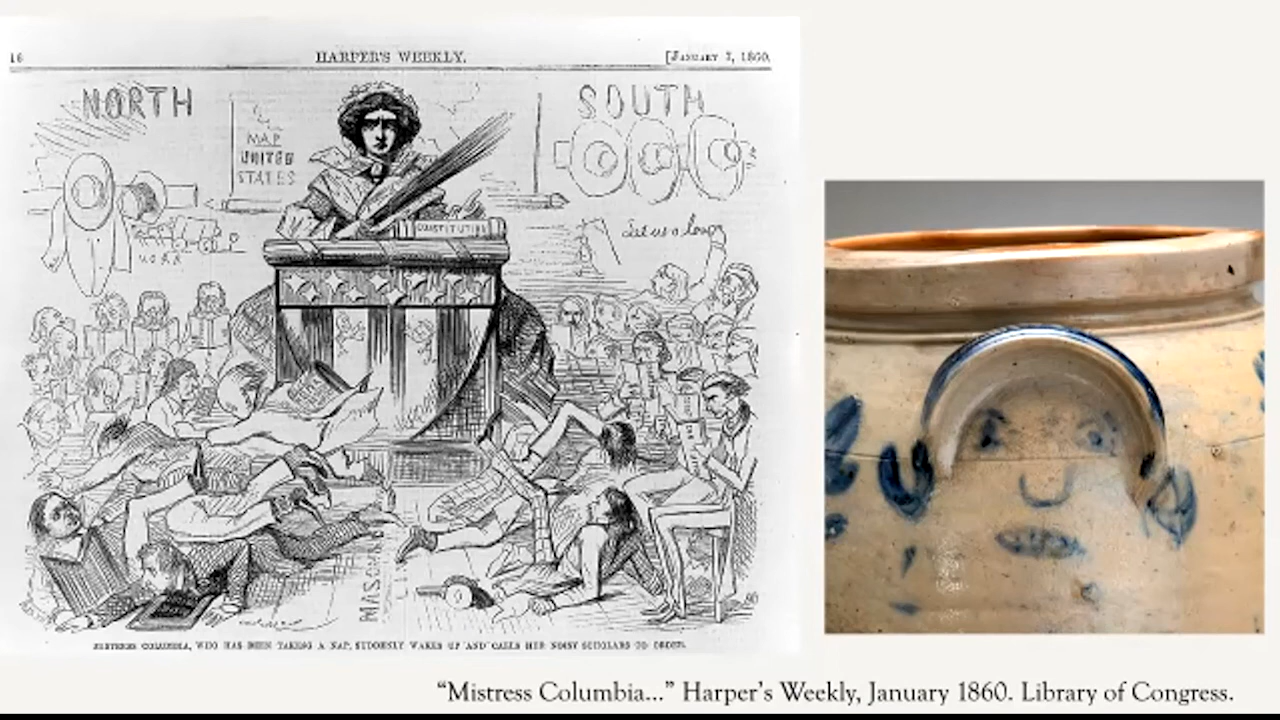 16
HARPER'S WEEKLY.
[JANUARY 7, 1860.
NORTH
SOUTH
MAP
UNITED
STATES
CONSTITUTION
Let us a lone
MASON
MISTRESS COLUMBIA, WHO HAS BEEN TAKING A NAP, SUDDENLY WAKES UP AND CALLS HER NOISY SCHOLARS TO ORDER.
“Mistress Columbia...” Harper’s Weekly, January 1860. Library of Congress.